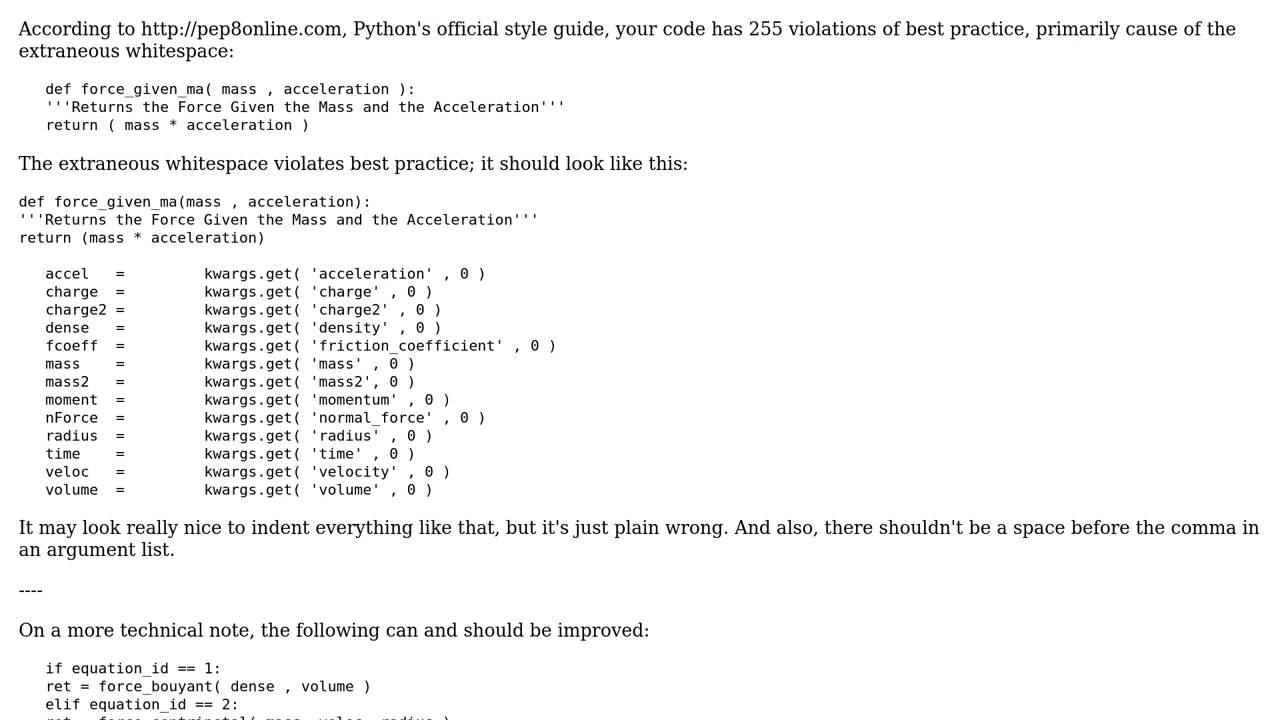 According to http://pep8online.com, Python's official style guide, your code has 255 violations of best practice, primarily cause of the
extraneous whitespace:
def force_given_ma( mass , acceleration ):
'''Returns the Force Given the Mass and the Acceleration'''
return ( mass * acceleration )
The extraneous whitespace violates best practice; it should look like this:
def force_given_ma(mass , acceleration):
'''Returns the Force Given the Mass and the Acceleration'''
return (mass * acceleration)
accel   =         kwargs.get( 'acceleration' , 0 )
charge  =         kwargs.get( 'charge' , 0 )
charge2 =         kwargs.get( 'charge2' , 0 )
dense   =         kwargs.get( 'density' , 0 )
fcoeff  =         kwargs.get( 'friction_coefficient' , 0 )
mass    =         kwargs.get( 'mass' , 0 )
mass2   =         kwargs.get( 'mass2', 0 )
moment  =         kwargs.get( 'momentum' , 0 )
nForce  =         kwargs.get( 'normal_force' , 0 )
radius  =         kwargs.get( 'radius' , 0 )
time    =         kwargs.get( 'time' , 0 )
veloc   =         kwargs.get( 'velocity' , 0 )
volume  =         kwargs.get( 'volume' , 0 )
It may look really nice to indent everything like that, but it's just plain wrong. And also, there shouldn't be a space before the comma in
an argument list.
----
On a more technical note, the following can and should be improved:
if equation_id == 1:
ret = force_bouyant( dense , volume )
elif equation_id == 2: